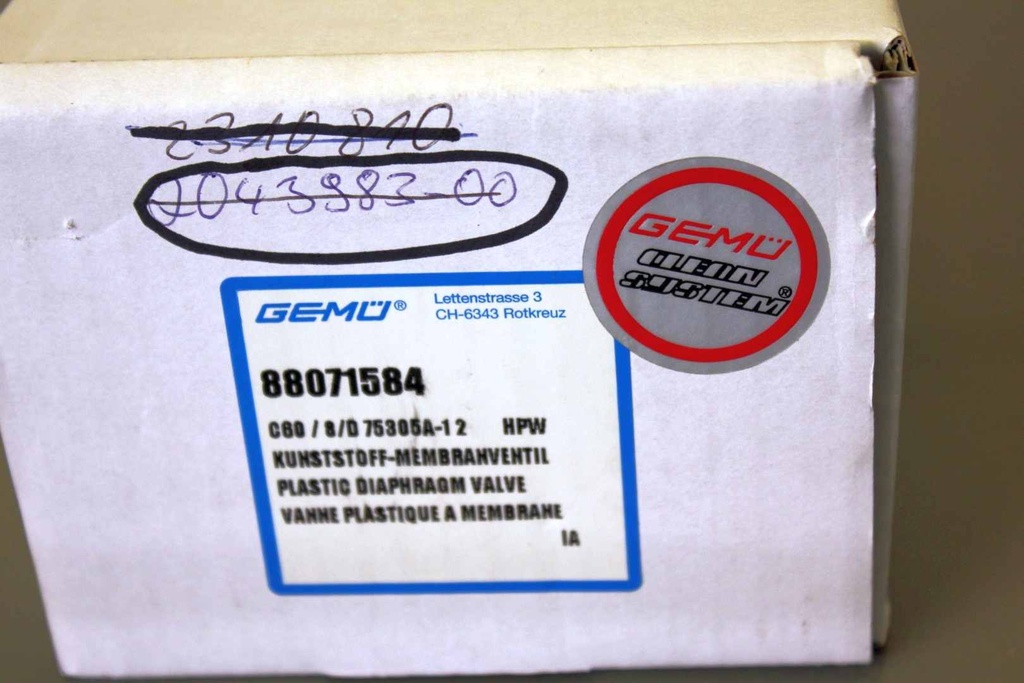 2310 810
2043983-00
GEMÜ
CLEAN
SYSTEM®
GEMÜ®
Lettenstrasse 3
CH-6343 Rotkreuz
88071584
C60 / 8/D 75305A-1 2 HPW
KUNSTSTOFF-MEMBRANVENTIL
PLASTIC DIAPHRAGM VALVE
VANNE PLASTIQUE A MEMBRANE
IA